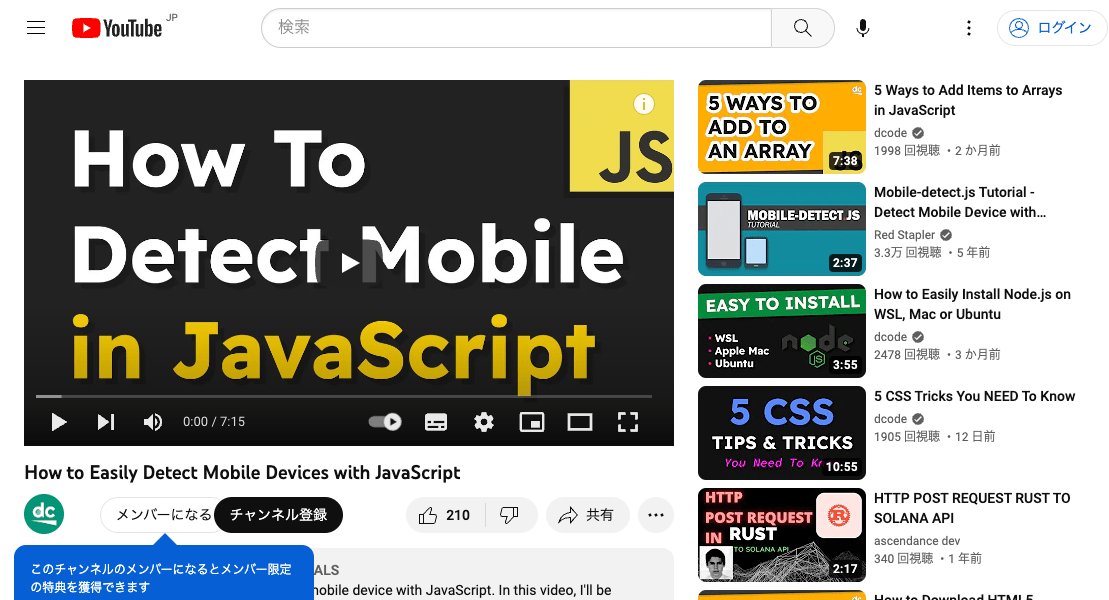 YouTube JP
検索
ログイン
How To
Detect Mobile
in JavaScript
JS
0:00 / 7:15
How to Easily Detect Mobile Devices with JavaScript
dc
メンバーになる
チャンネル登録
210
共有
このチャンネルのメンバーになるとメンバー限定
の特典を獲得できます
ALS
mobile device with JavaScript. In this video, I'll be
5 WAYS TO
ADD TO
AN ARRAY
dc
7:38
5 Ways to Add Items to Arrays
in JavaScript
dcode
1998 回視聴 ・2 か月前
MOBILE-DETECT JS
TUTORIAL
2:37
Mobile-detect.js Tutorial -
Detect Mobile Device with…
Red Stapler
3.3万 回視聴 ・5 年前
EASY TO INSTALL
• WSL
• Apple Mac
• Ubuntu
node
JS
3:55
How to Easily Install Node.js on
WSL, Mac or Ubuntu
dcode
2478 回視聴 ・3 か月前
5 CSS
TIPS & TRICKS
You Need To Kn
10:55
5 CSS Tricks You NEED To Know
dcode
1905 回視聴 ・12 日前
HTTP
POST REQUEST
IN RUST
TO SOLANA API
R
2:17
HTTP POST REQUEST RUST TO
SOLANA API
ascendance dev
340 回視聴 ・1 年前
dc
How to Download HTML5